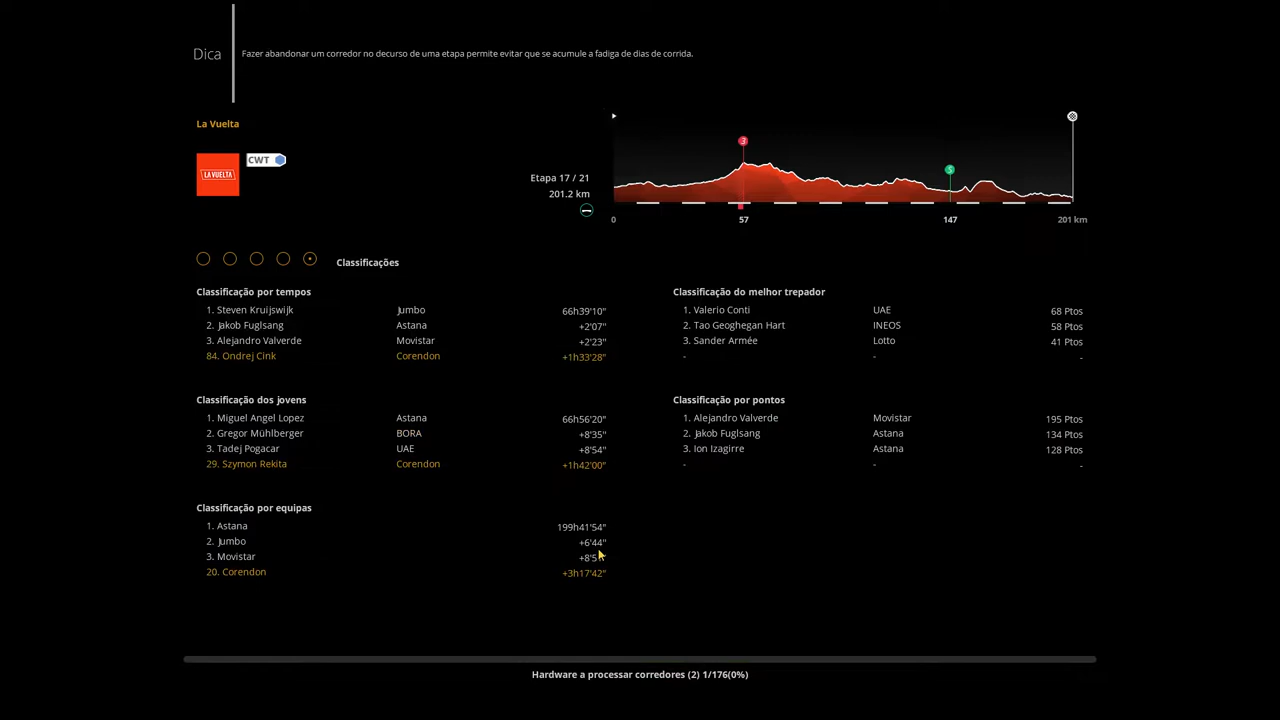 Dica
Fazer abandonar um corredor no decurso de uma etapa permite evitar que se acumule a fadiga de dias de corrida.
La Vuelta
LA VUELTA
CWT
Etapa 17 / 21
201.2 km
3
S
0 57 147 201 km
Classificações
Classificação por tempos
1. Steven Kruijswijk Jumbo 66h39'10"
2. Jakob Fuglsang Astana +2'07"
3. Alejandro Valverde Movistar +2'23"
84. Ondrej Cink Corendon +1h33'28"
Classificação do melhor trepador
1. Valerio Conti UAE 68 Ptos
2. Tao Geoghegan Hart INEOS 58 Ptos
3. Sander Armée Lotto 41 Ptos
- - -
Classificação dos jovens
1. Miguel Angel Lopez Astana 66h56'20"
2. Gregor Mühlberger BORA +8'35"
3. Tadej Pogacar UAE +8'54"
29. Szymon Rekita Corendon +1h42'00"
Classificação por pontos
1. Alejandro Valverde Movistar 195 Ptos
2. Jakob Fuglsang Astana 134 Ptos
3. Ion Izagirre Astana 128 Ptos
- - -
Classificação por equipas
1. Astana 199h41'54"
2. Jumbo +6'44"
3. Movistar
20. Corendon +3h17'42"
Hardware a processar corredores (2) 1/176(0%)